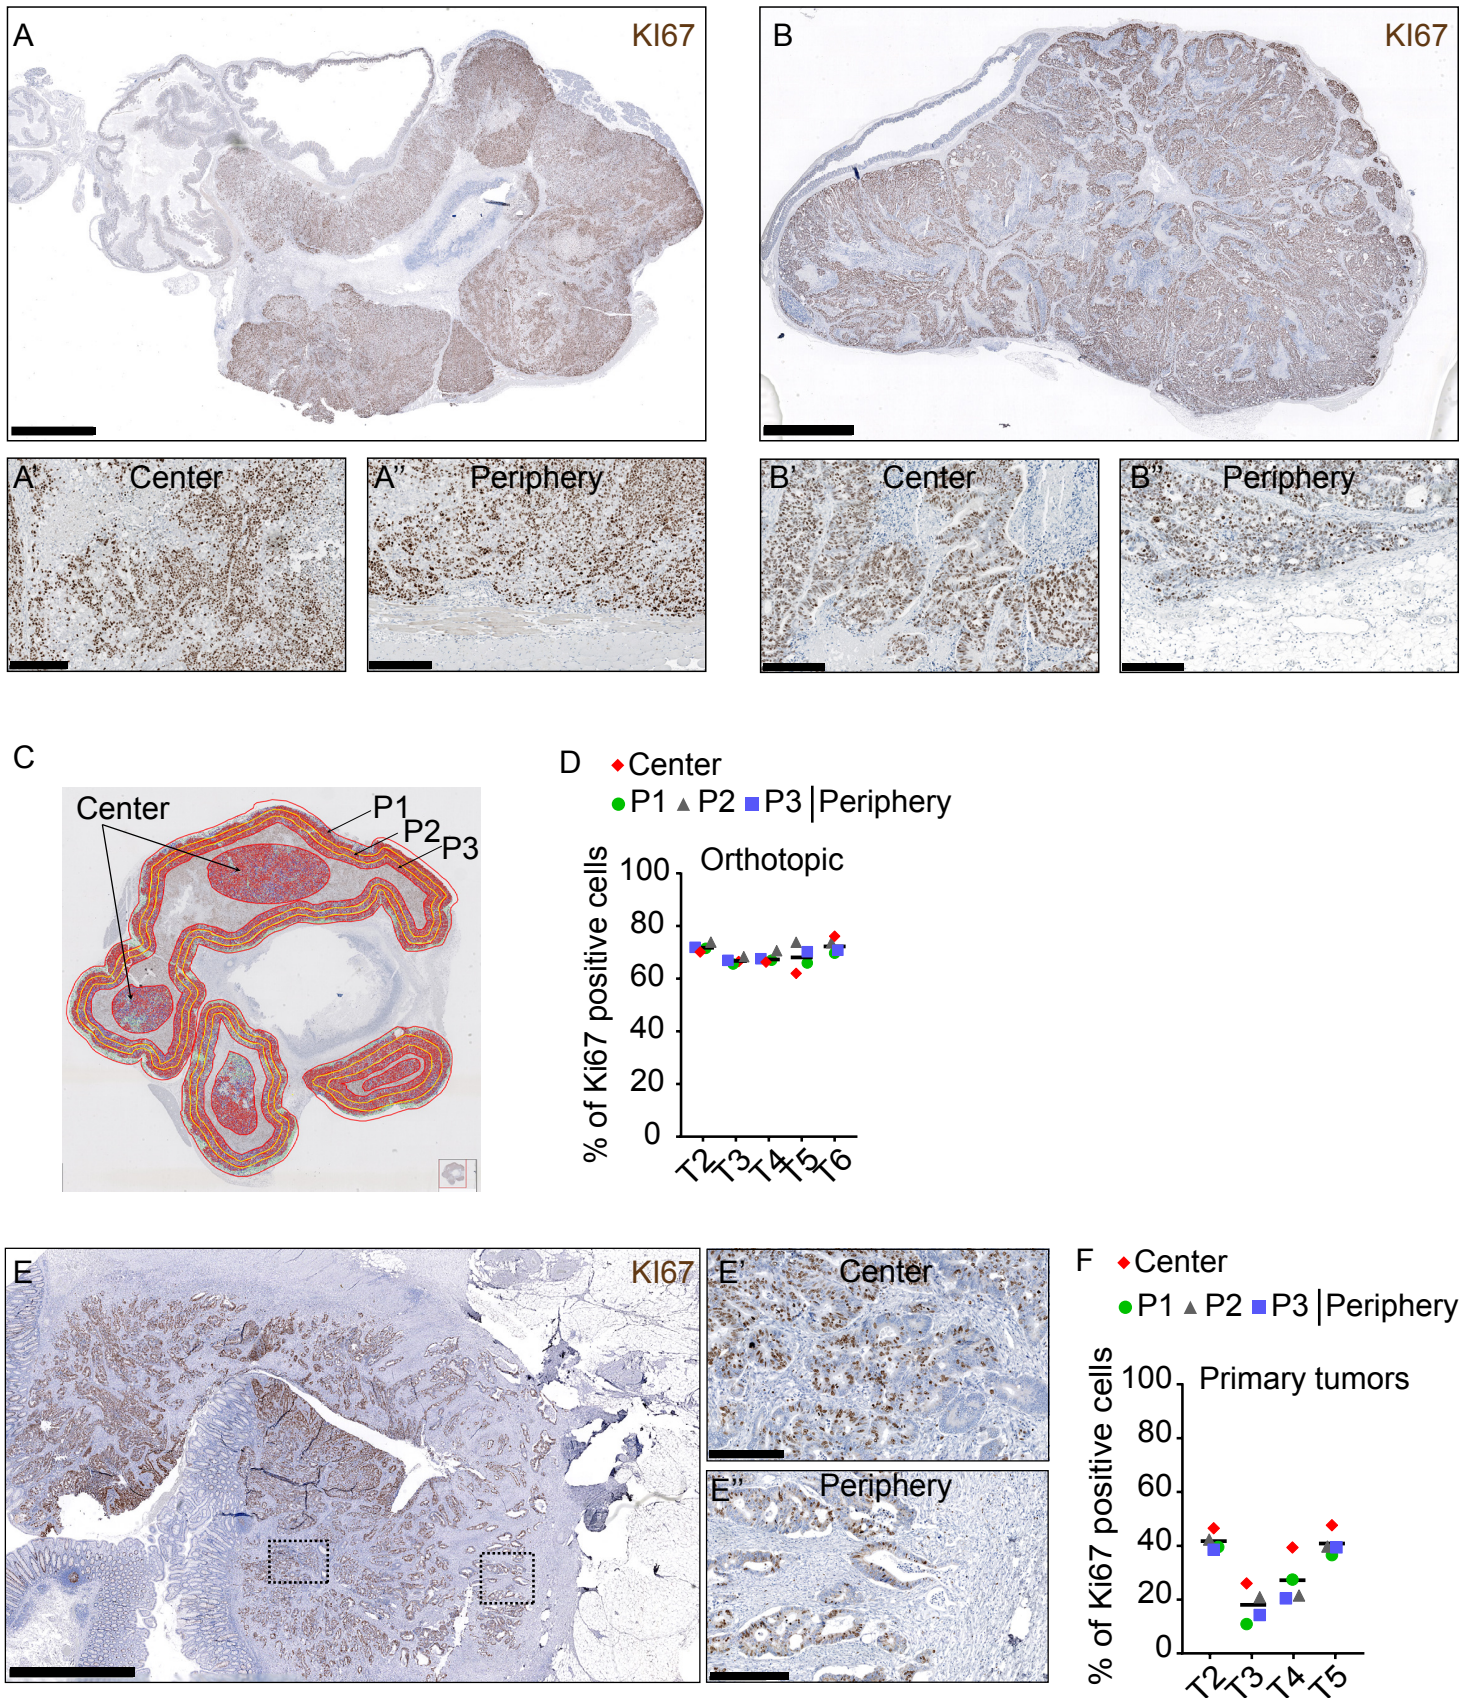 A KI67
B KI67
A' Center
A'' Periphery
B' Center
B'' Periphery
C
Center
P1
P2
P3
D
Center
P1 P2 P3 |Periphery
Orthotopic
% of Ki67 positive cells
100
80
60
40
20
0
T2 T3 T4 T5 T6
E KI67
E' Center
E'' Periphery
F
Center
P1 P2 P3 |Periphery
Primary tumors
% of Ki67 positive cells
100
80
60
40
20
0
T2 T3 T4 T5